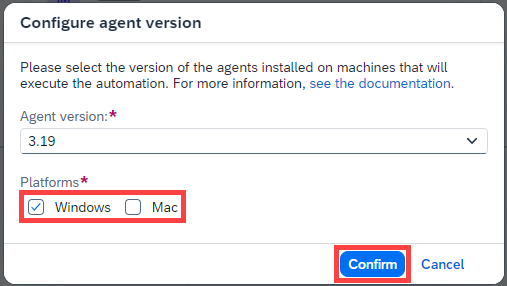 Configure agent version
Please select the version of the agents installed on machines that will
execute the automation. For more information, see the documentation.
Agent version:*
3.19
Platforms*
Windows Mac
Confirm Cancel